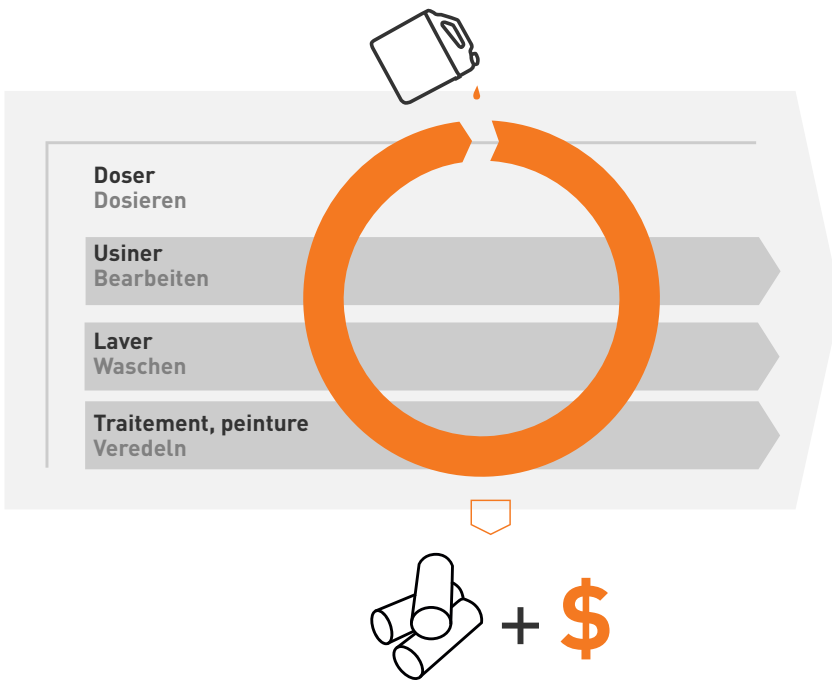 Doser
Dosieren
Usiner
Bearbeiten
Laver
Waschen
Traitement, peinture
Veredeln
+ $